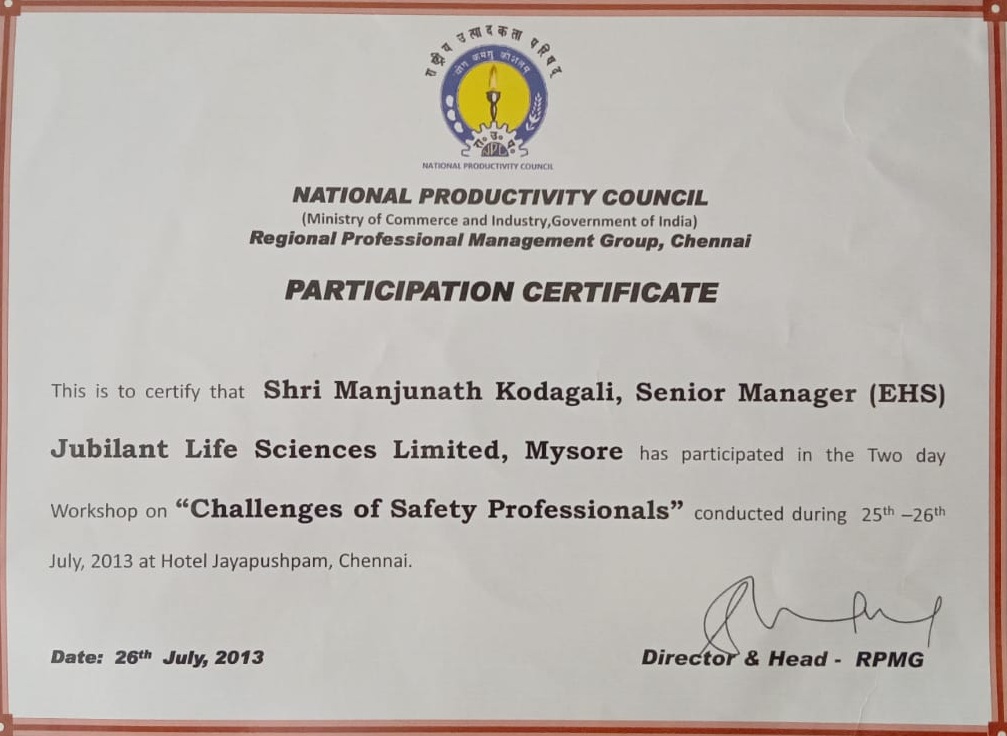 राष्ट्रीय उत्पादकता परिषद्
रा. उ. प.
NPC
NATIONAL PRODUCTIVITY COUNCIL
NATIONAL PRODUCTIVITY COUNCIL
(Ministry of Commerce and Industry,Government of India)
Regional Professional Management Group, Chennai
PARTICIPATION CERTIFICATE
This is to certify that Shri Manjunath Kodagali, Senior Manager (EHS)
Jubilant Life Sciences Limited, Mysore has participated in the Two day
Workshop on “Challenges of Safety Professionals” conducted during 25th –26th
July, 2013 at Hotel Jayapushpam, Chennai.
Date: 26th July, 2013
Director & Head - RPMG